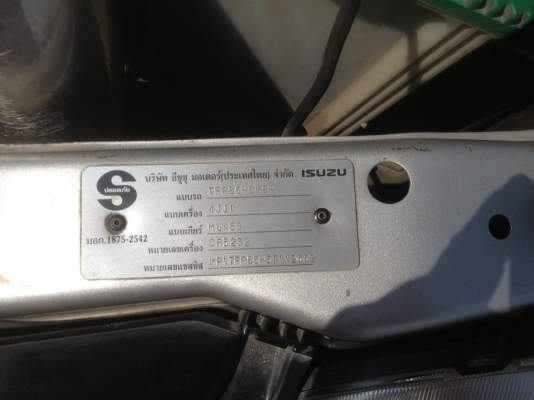 บริษัท อีซูซุ มอเตอร์(ประเทศไทย) จำกัด ISUZU
S
ปลอดภัย
มอก.1875-2542
แบบรถ
แบบเครื่อง 4JJ1
แบบเกียร์ MUA5G
หมายเลขเครื่อง CR5232
หมายเลขแชสซิส